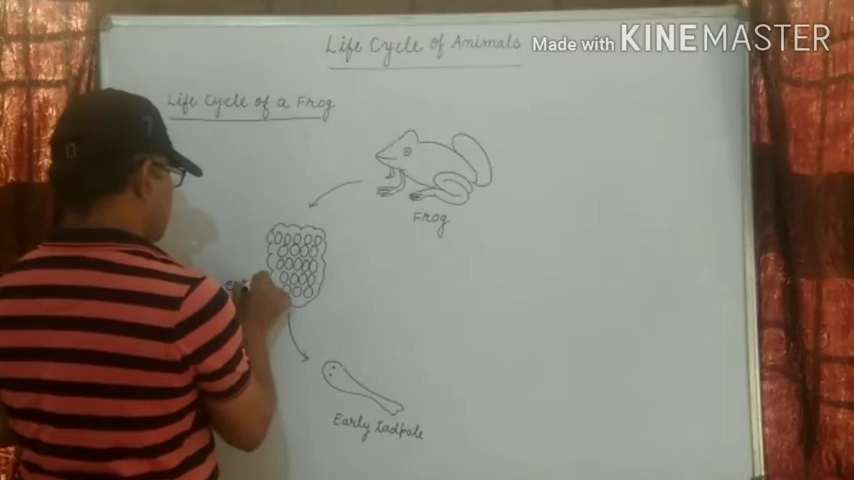 Life Cycle of Animals
Made with KINEMASTER
Life Cycle of a Frog
Frog
Early tadpole